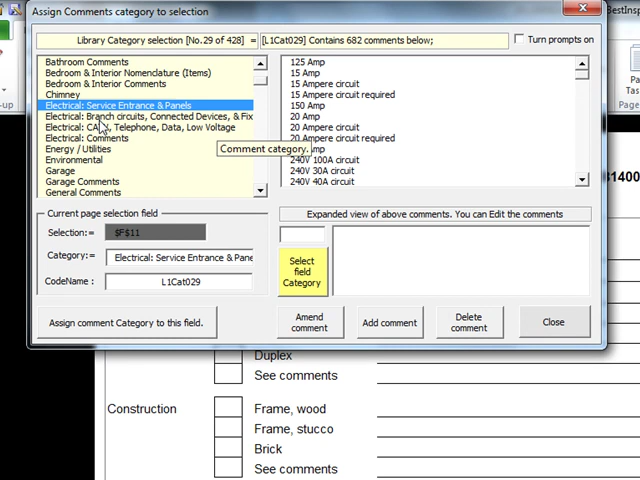 Assign Comments category to selection
BestInsp
Library Category selection [No.29 of 428] =
[L1Cat029] Contains 682 comments below;
Turn prompts on
Bathroom Comments
Bedroom & Interior Nomenclature (Items)
Bedroom & Interior Comments
Chimney
Electrical: Service Entrance & Panels
Electrical: Branch circuits, Connected Devices, & Fix
Electrical: CA , Telephone, Data, Low Voltage
Electrical: Comments
Energy / Utilities
Environmental
Garage
Garage Comments
General Comments
Comment category.
125 Amp
15 Amp
15 Ampere circuit
15 Ampere circuit required
150 Amp
20 Amp
20 Ampere circuit
20 Ampere circuit required
mp
240V 100A circuit
240V 30A circuit
240V 40A circuit
Current page selection field
Selection:=
$F$11
Category:=
Electrical: Service Entrance & Pane
CodeName :
L1Cat029
Assign comment Category to this field.
Expanded view of above comments. You can Edit the comments
Select
field
Category
Amend
comment
Add comment
Delete
comment
Close
-up
Pa
Tas
31400
Duplex
See comments
Construction
Frame, wood
Frame, stucco
Brick
See comments